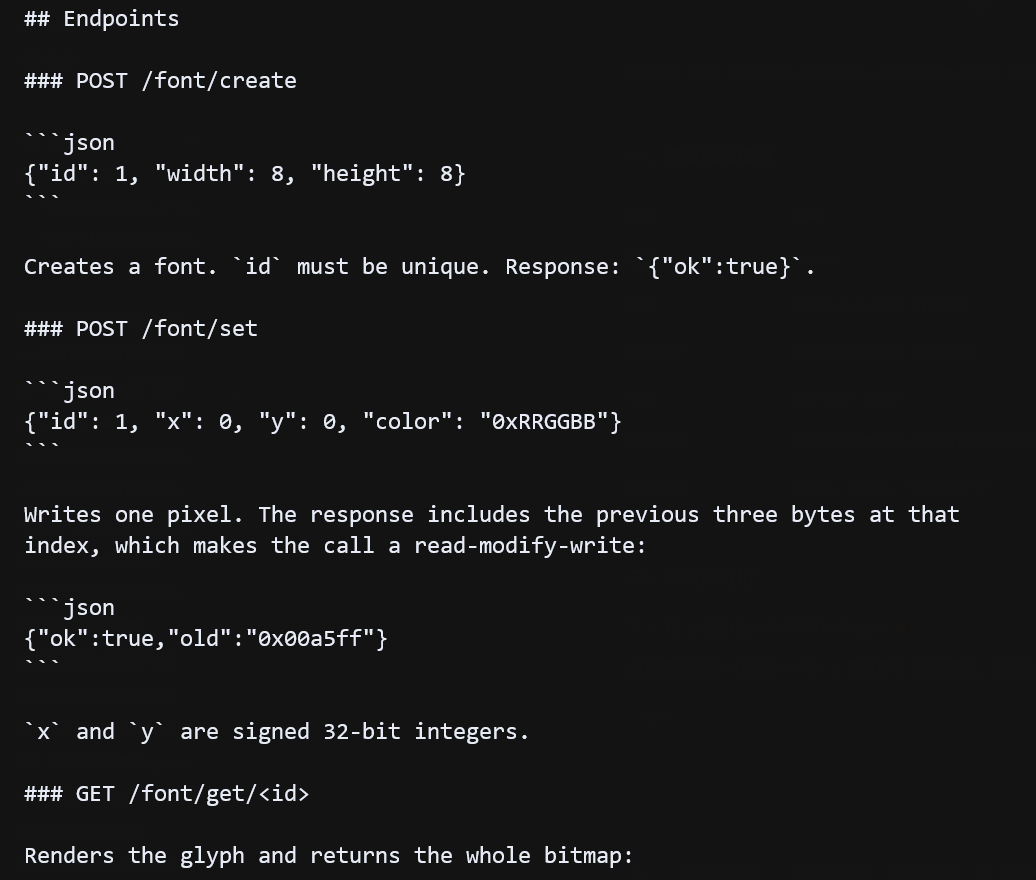 ## Endpoints
### POST /font/create
```json
{"id": 1, "width": 8, "height": 8}
```
Creates a font. `id` must be unique. Response: `{"ok":true}`.
### POST /font/set
```json
{"id": 1, "x": 0, "y": 0, "color": "0xRRGGBB"}
```
Writes one pixel. The response includes the previous three bytes at that
index, which makes the call a read-modify-write:
```json
{"ok":true,"old":"0x00a5ff"}
```
`x` and `y` are signed 32-bit integers.
### GET /font/get/<id>
Renders the glyph and returns the whole bitmap: